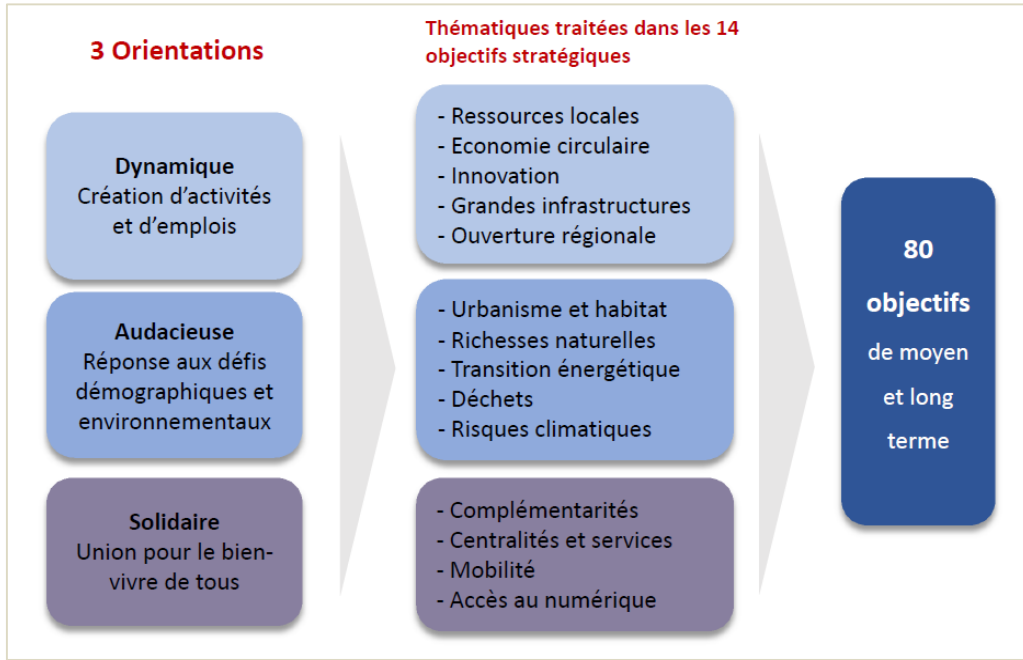 3 Orientations
Thématiques traitées dans les 14
objectifs stratégiques
Dynamique
Création d’activités
et d’emplois
- Ressources locales
- Economie circulaire
- Innovation
- Grandes infrastructures
- Ouverture régionale
Audacieuse
Réponse aux défis
démographiques et
environnementaux
- Urbanisme et habitat
- Richesses naturelles
- Transition énergétique
- Déchets
- Risques climatiques
Solidaire
Union pour le bien-
vivre de tous
- Complémentarités
- Centralités et services
- Mobilité
- Accès au numérique
80
objectifs
de moyen
et long
terme